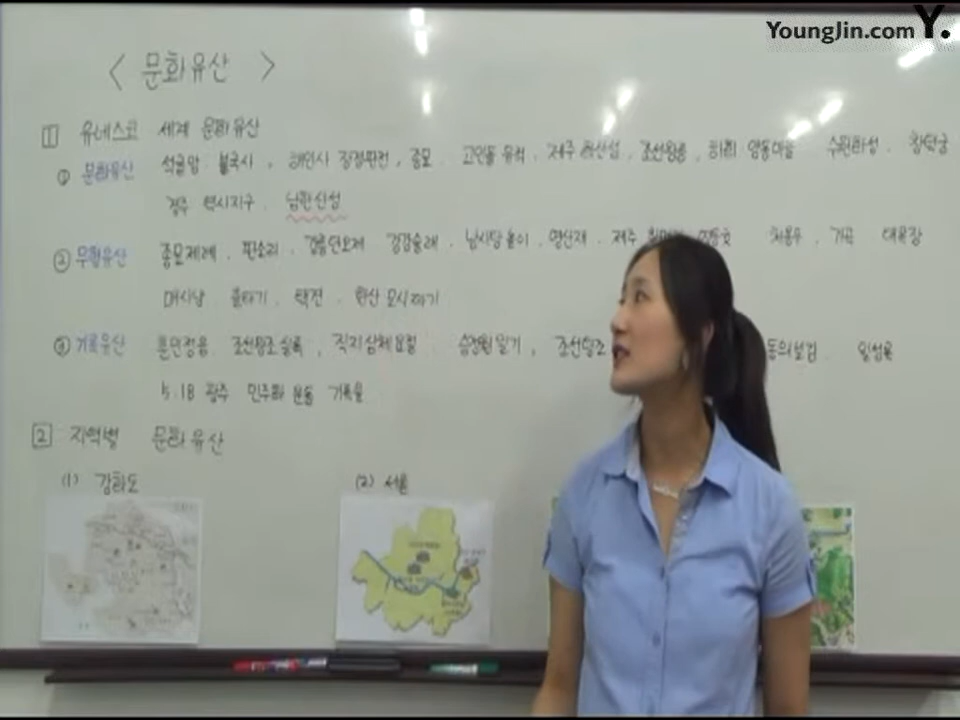 YoungJin.com Y.
< 문화유산 >
1 유네스코 세계 문화유산
① 문화유산 석굴암. 불국사, 해인사 장경판전, 종묘. 고인돌 유적, 제주 화산섬, 조선왕릉, 하회 양동마을 수원화성. 창덕궁
경주 역사지구. 남한산성
② 무형유산 종묘제례, 판소리. 강릉단오제 강강술래. 남사당놀이, 영산재. 제주 처용무, 가곡 대목장
매사냥 줄타기. 택견. 한산 모시짜기
③ 기록유산 훈민정음. 조선왕조실록, 직지심체요절. 승정원일기, 조선왕조 동의보감. 일성록
5.18 광주 민주화 운동 기록물
2 지역별 문화유산
(1) 강화도 (2) 서울